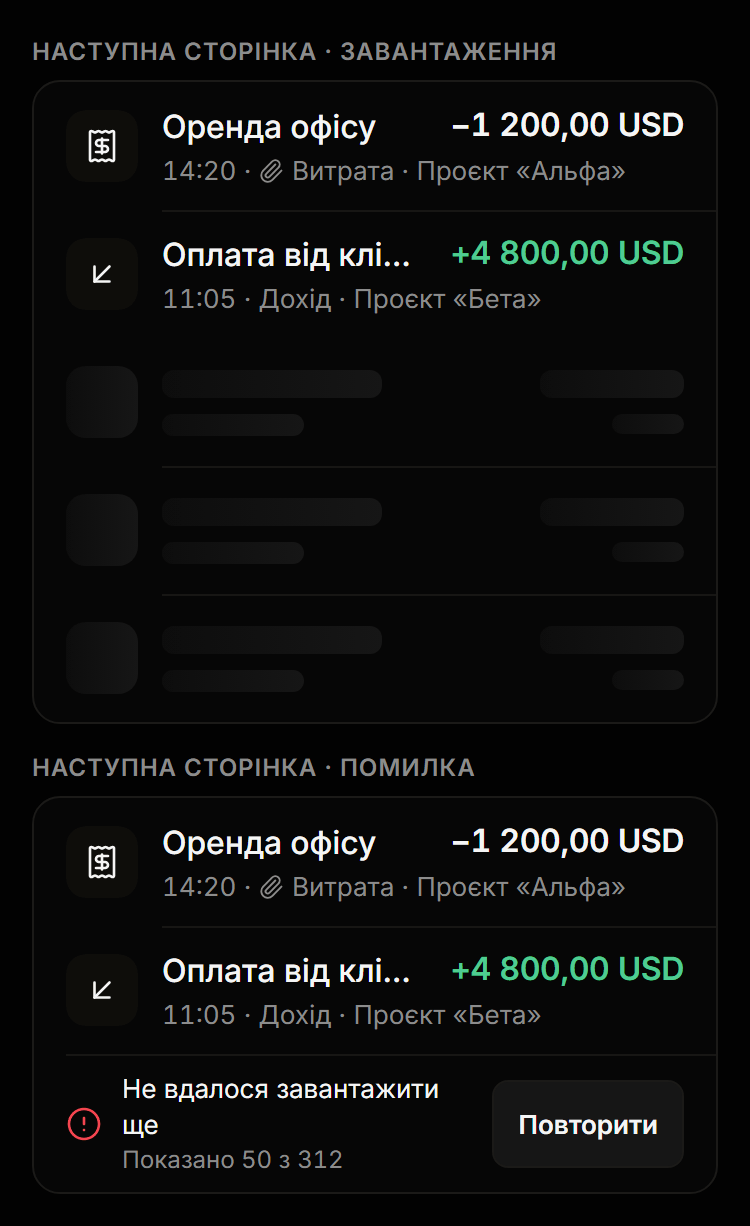 НАСТУПНА СТОРІНКА · ЗАВАНТАЖЕННЯ
Оренда офісу −1 200,00 USD
14:20 · Витрата · Проєкт «Альфа»
Оплата від клі… +4 800,00 USD
11:05 · Дохід · Проєкт «Бета»
НАСТУПНА СТОРІНКА · ПОМИЛКА
Оренда офісу −1 200,00 USD
14:20 · Витрата · Проєкт «Альфа»
Оплата від клі… +4 800,00 USD
11:05 · Дохід · Проєкт «Бета»
Не вдалося завантажити
ще
Показано 50 з 312
Повторити